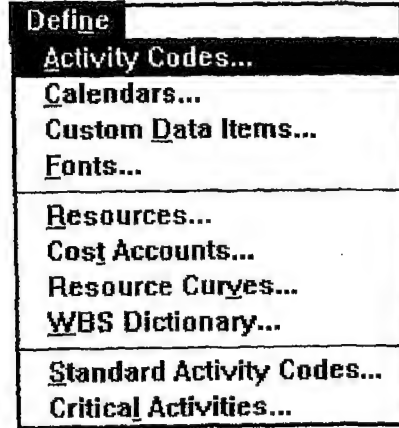 Define
Activity Codes...
Calendars...
Custom Data Items...
Fonts...
Resources...
Cost Accounts...
Resource Curves...
WBS Dictionary...
Standard Activity Codes...
Critical Activities...